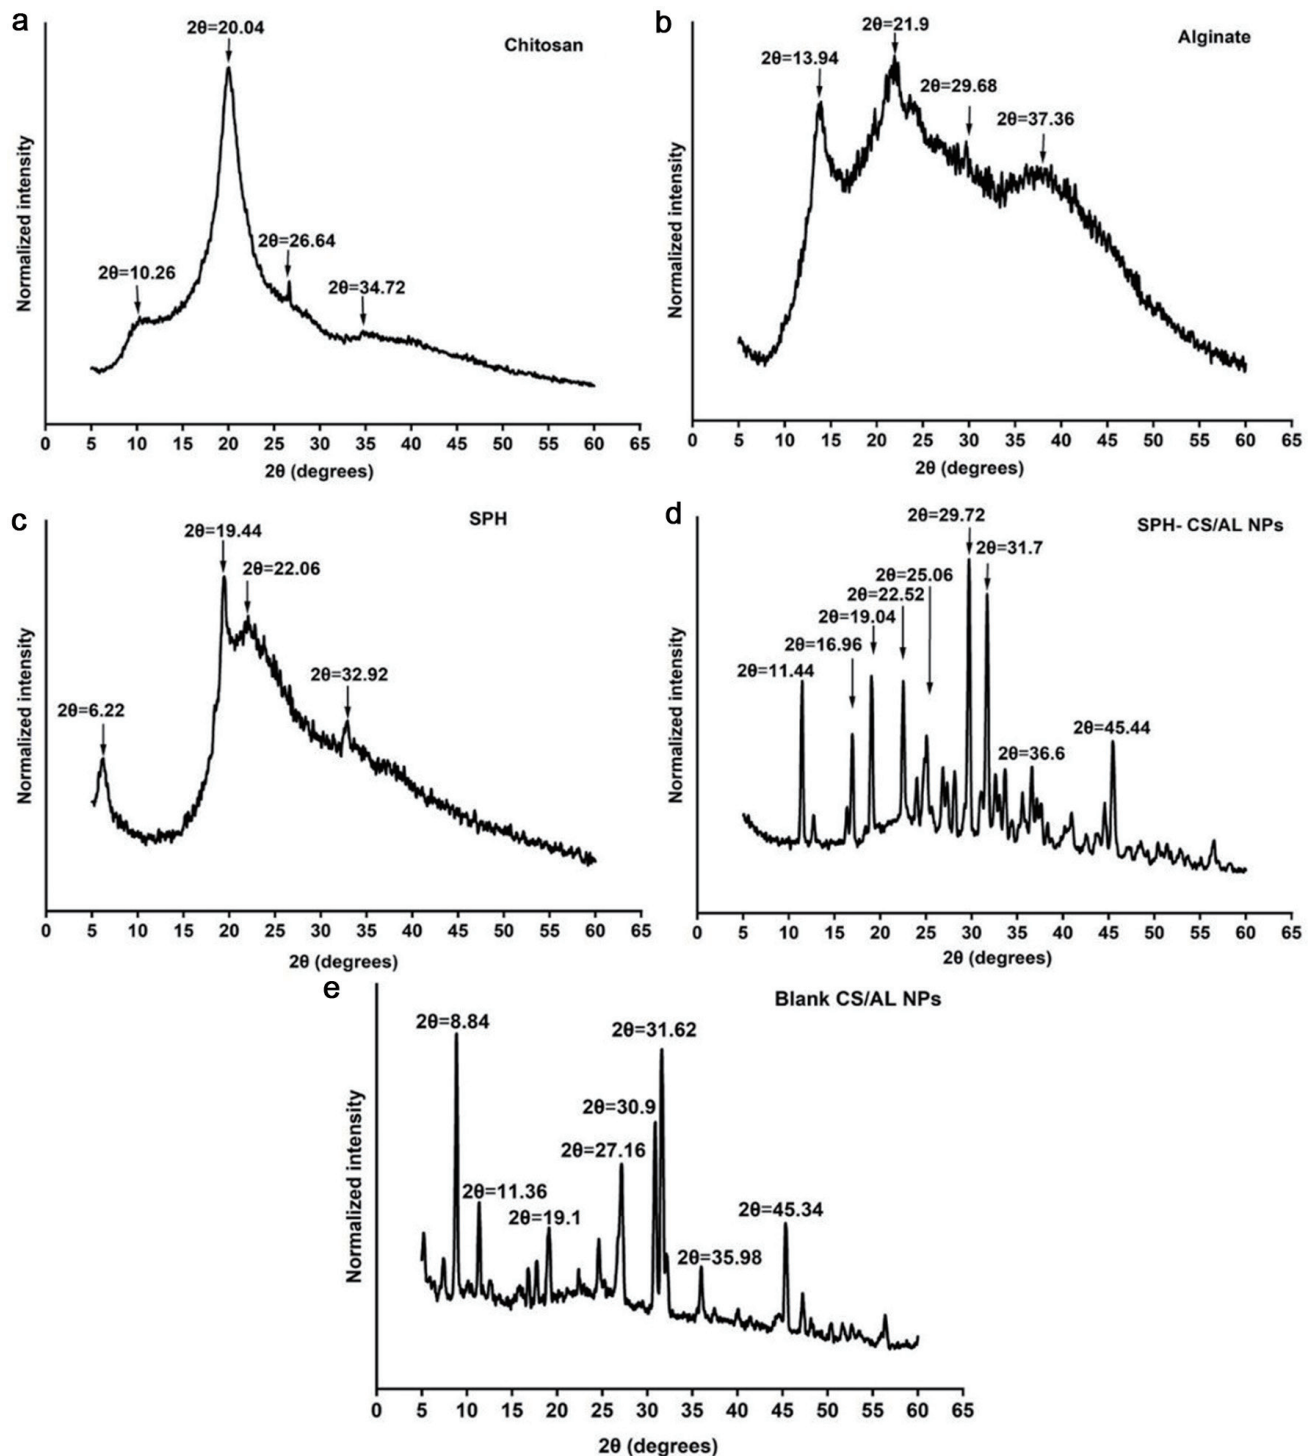 a
2θ=20.04
Chitosan
2θ=26.64
2θ=10.26
2θ=34.72
Normalized intensity
0 5 10 15 20 25 30 35 40 45 50 55 60 65
2θ (degrees)
b
2θ=21.9
Alginate
2θ=13.94
2θ=29.68
2θ=37.36
Normalized intensity
0 5 10 15 20 25 30 35 40 45 50 55 60 65
2θ (degrees)
c
SPH
2θ=19.44
2θ=22.06
2θ=32.92
2θ=6.22
Normalized intensity
0 5 10 15 20 25 30 35 40 45 50 55 60 65
2θ (degrees)
d
2θ=29.72
SPH- CS/AL NPs
2θ=31.7
2θ=25.06
2θ=22.52
2θ=19.04
2θ=16.96
2θ=11.44
2θ=45.44
2θ=36.6
Normalized intensity
0 5 10 15 20 25 30 35 40 45 50 55 60 65
2θ (degrees)
e
Blank CS/AL NPs
2θ=8.84
2θ=31.62
2θ=30.9
2θ=27.16
2θ=11.36
2θ=19.1
2θ=45.34
2θ=35.98
Normalized intensity
0 5 10 15 20 25 30 35 40 45 50 55 60 65
2θ (degrees)